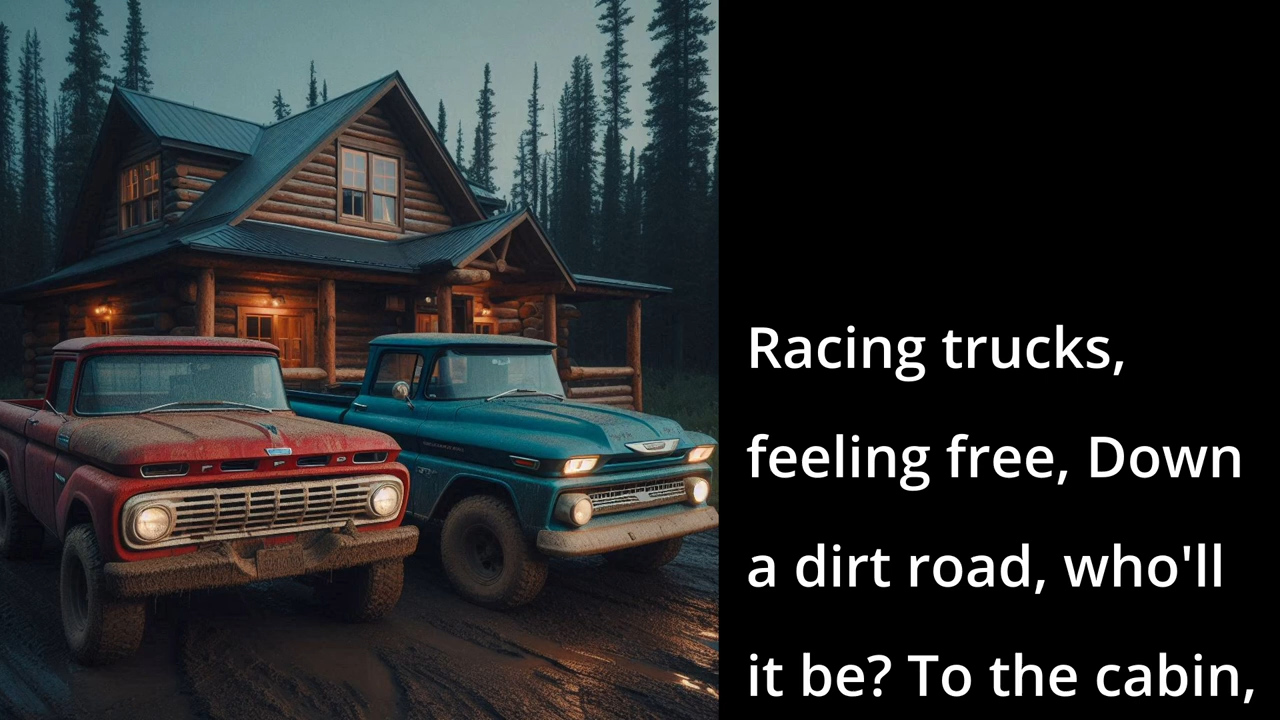 Racing trucks,
feeling free, Down
a dirt road, who'll
it be? To the cabin,